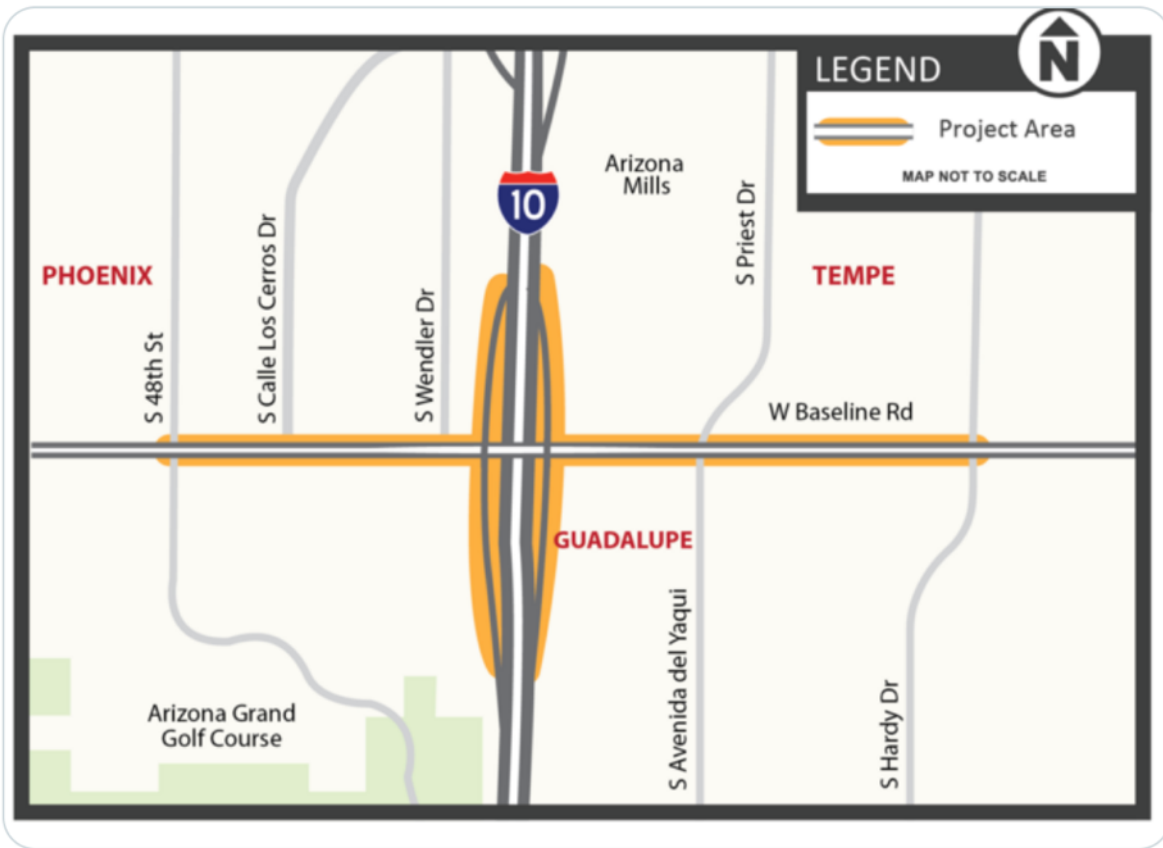 N
LEGEND
Project Area
MAP NOT TO SCALE
Arizona
Mills
10
PHOENIX
TEMPE
S 48th St
S Calle Los Cerros Dr
S Wendler Dr
S Priest Dr
W Baseline Rd
GUADALUPE
S Avenida del Yaqui
S Hardy Dr
Arizona Grand
Golf Course